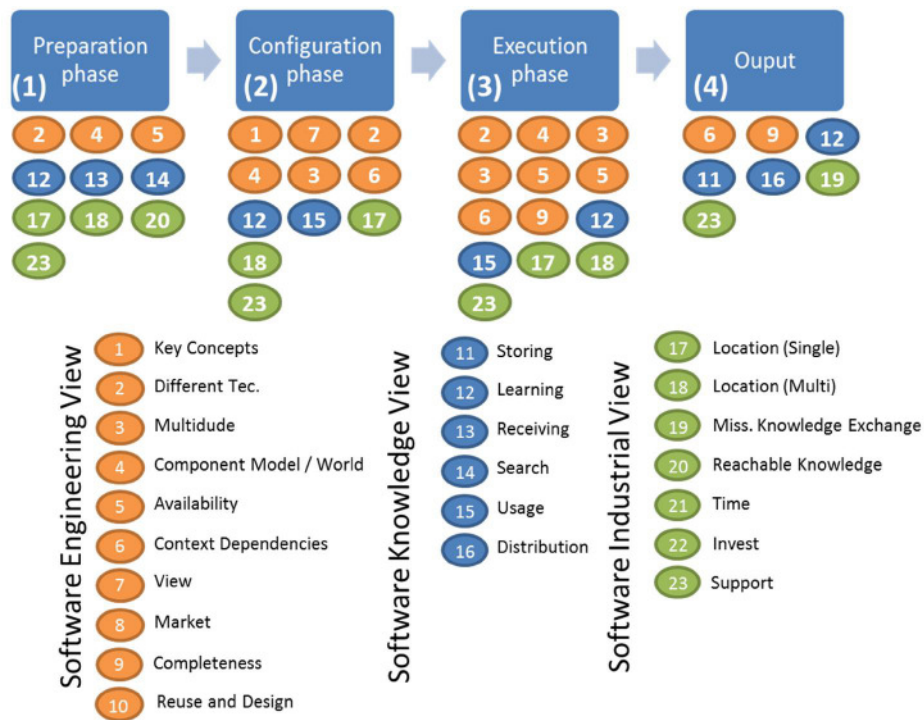 Preparation phase
(1)
Configuration phase
(2)
Execution phase
(3)
Ouput
(4)
2 4 5
12 13 14
17 18 20
23
1 7 2
4 3 6
12 15 17
18
23
2 4 3
3 5 5
6 9 12
15 17 18
23
6 9 12
11 16 19
23
Software Engineering View
1 Key Concepts
2 Different Tec.
3 Multidude
4 Component Model / World
5 Availability
6 Context Dependencies
7 View
8 Market
9 Completeness
10 Reuse and Design
Software Knowledge View
11 Storing
12 Learning
13 Receiving
14 Search
15 Usage
16 Distribution
Software Industrial View
17 Location (Single)
18 Location (Multi)
19 Miss. Knowledge Exchange
20 Reachable Knowledge
21 Time
22 Invest
23 Support